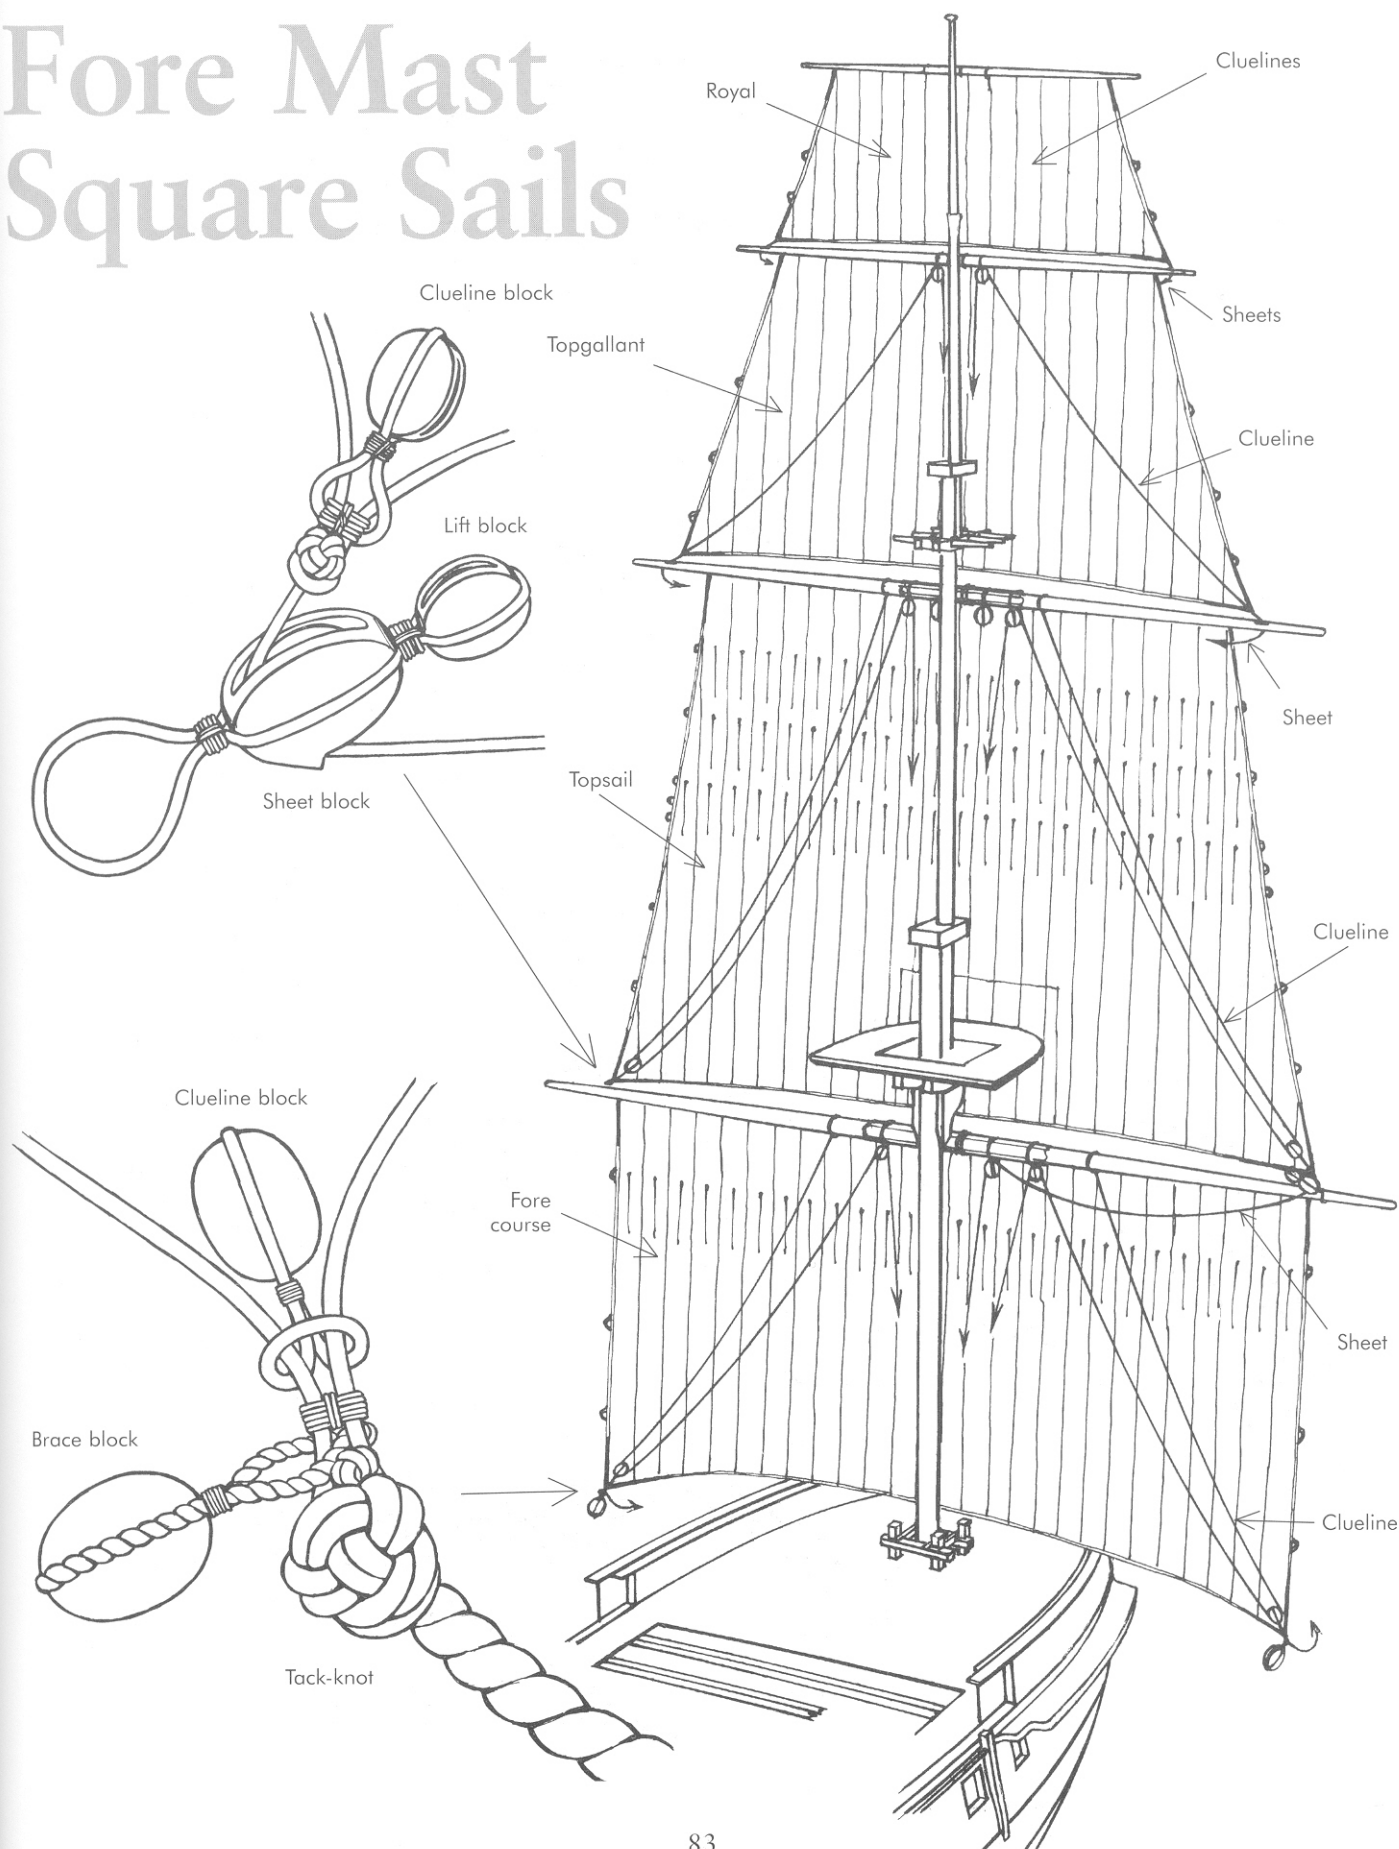 Fore Mast
Square Sails
Cluelines
Royal
Clueline block
Sheets
Topgallant
Clueline
Lift block
Sheet
Topsail
Sheet block
Clueline
Clueline block
Fore
course
Sheet
Brace block
Clueline
Tack-knot
83